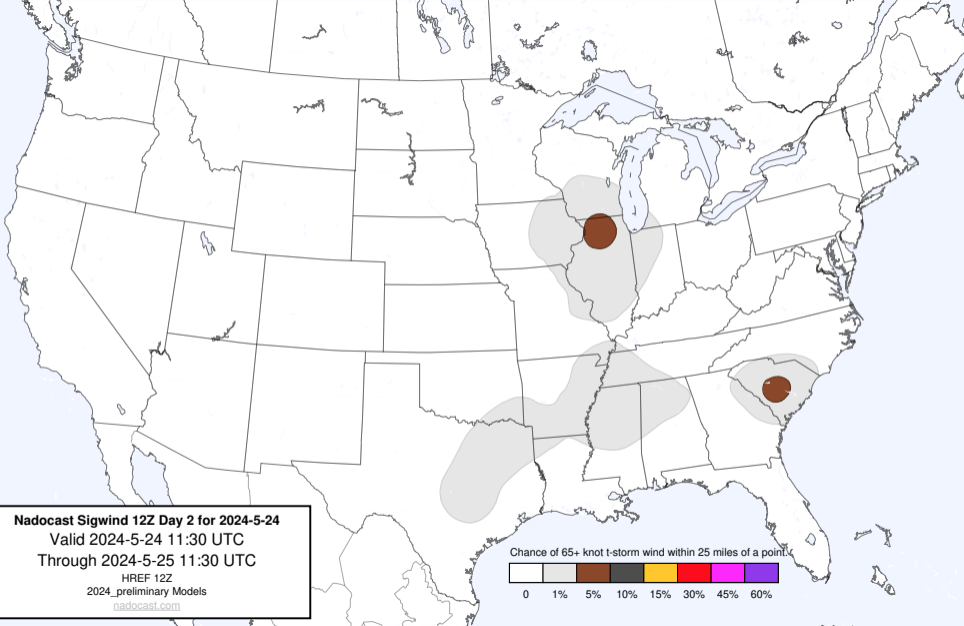 Nadocast Sigwind 12Z Day 2 for 2024-5-24
Valid 2024-5-24 11:30 UTC
Through 2024-5-25 11:30 UTC
HREF 12Z
2024_preliminary Models
nadocast.com
Chance of 65+ knot t-storm wind within 25 miles of a point.
0 1% 5% 10% 15% 30% 45% 60%